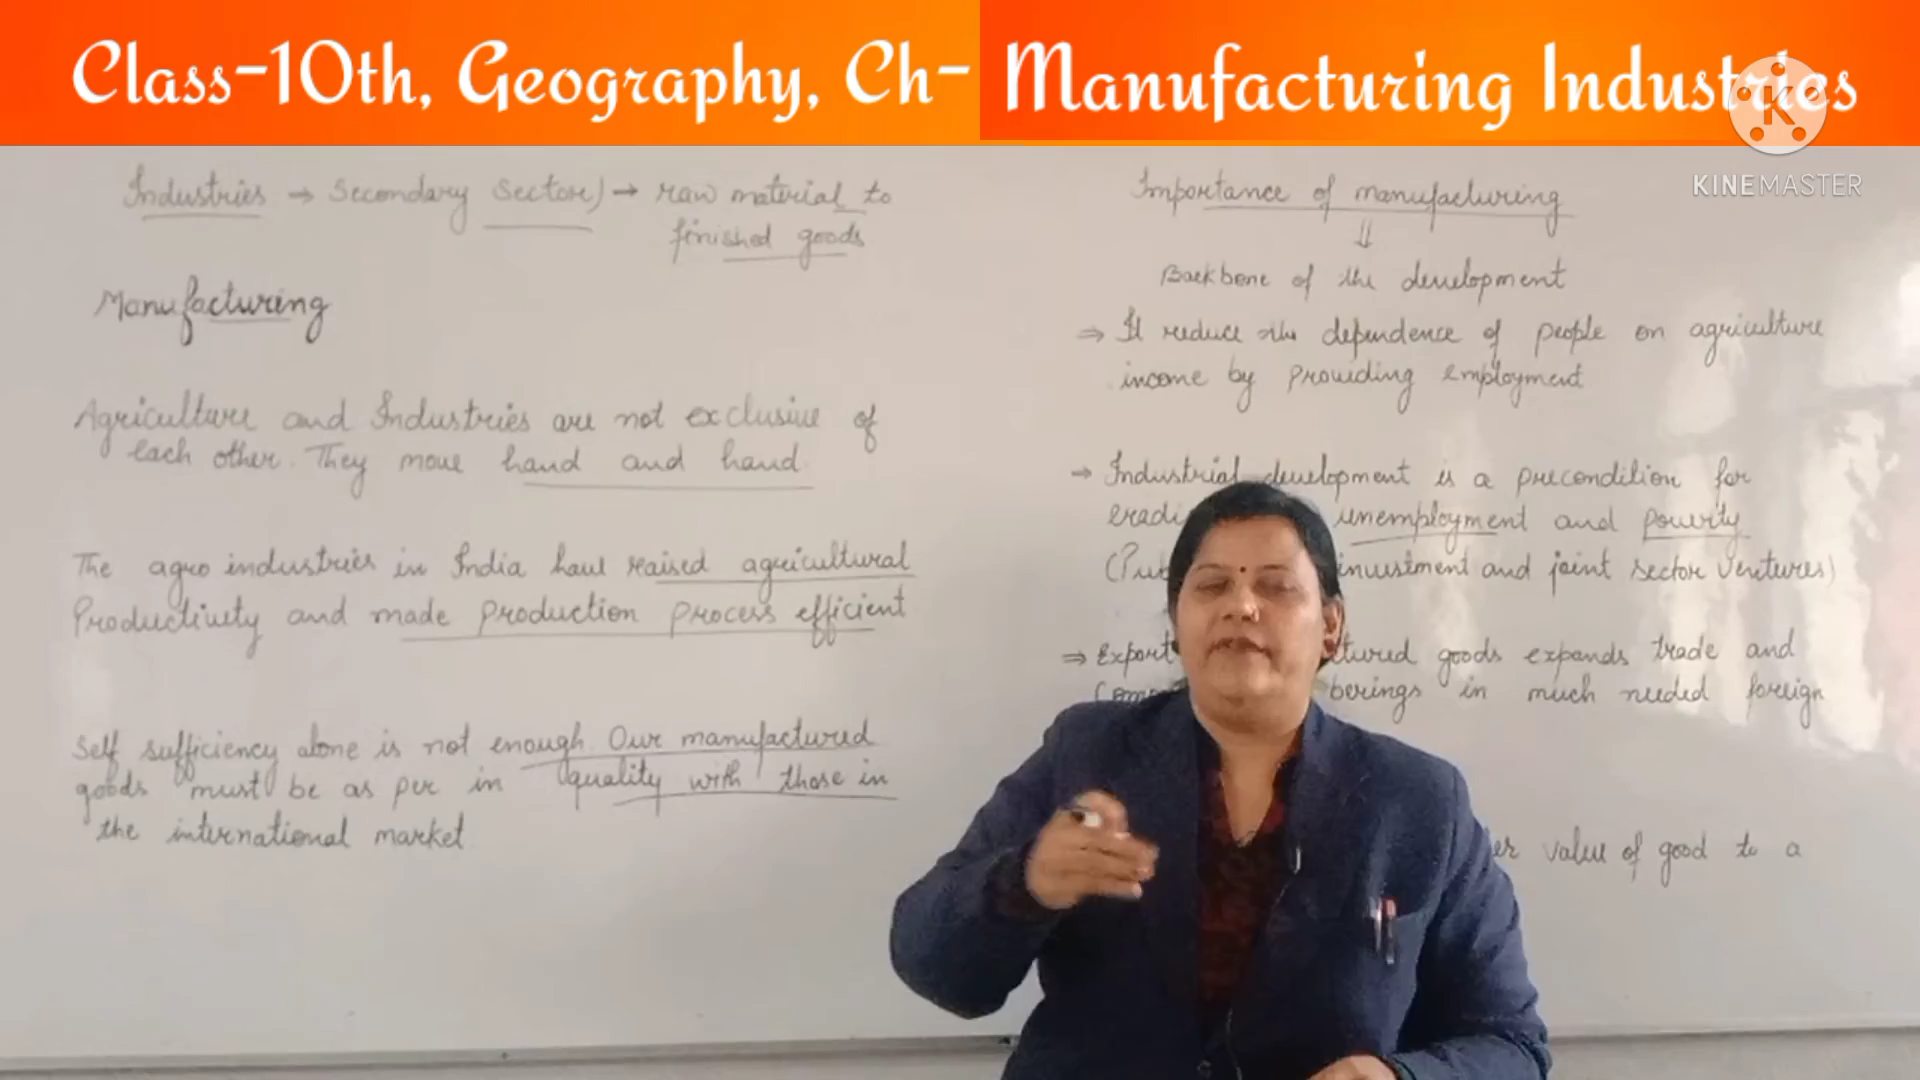 Class-10th, Geography, Ch- Manufacturing Industries
KINEMASTER
Industries → Secondary Sector) → raw material to
finished goods
Manufacturing
Agriculture and Industries are not exclusive of
each other. They move hand and hand.
The agro industries in India have raised agricultural
Productivity and made production process efficient
Self sufficiency alone is not enough. Our manufactured
goods must be as per in quality with those in
the international market.
Importance of manufacturing
⇓
Backbone of the development
⇒ It reduce the dependence of people on agriculture
income by providing employment
→ Industrial development is a precondition for
unemployment and poverty
investment and joint sector ventures)
⇒ Export goods expands trade and
in much needed foreign
value of good to a